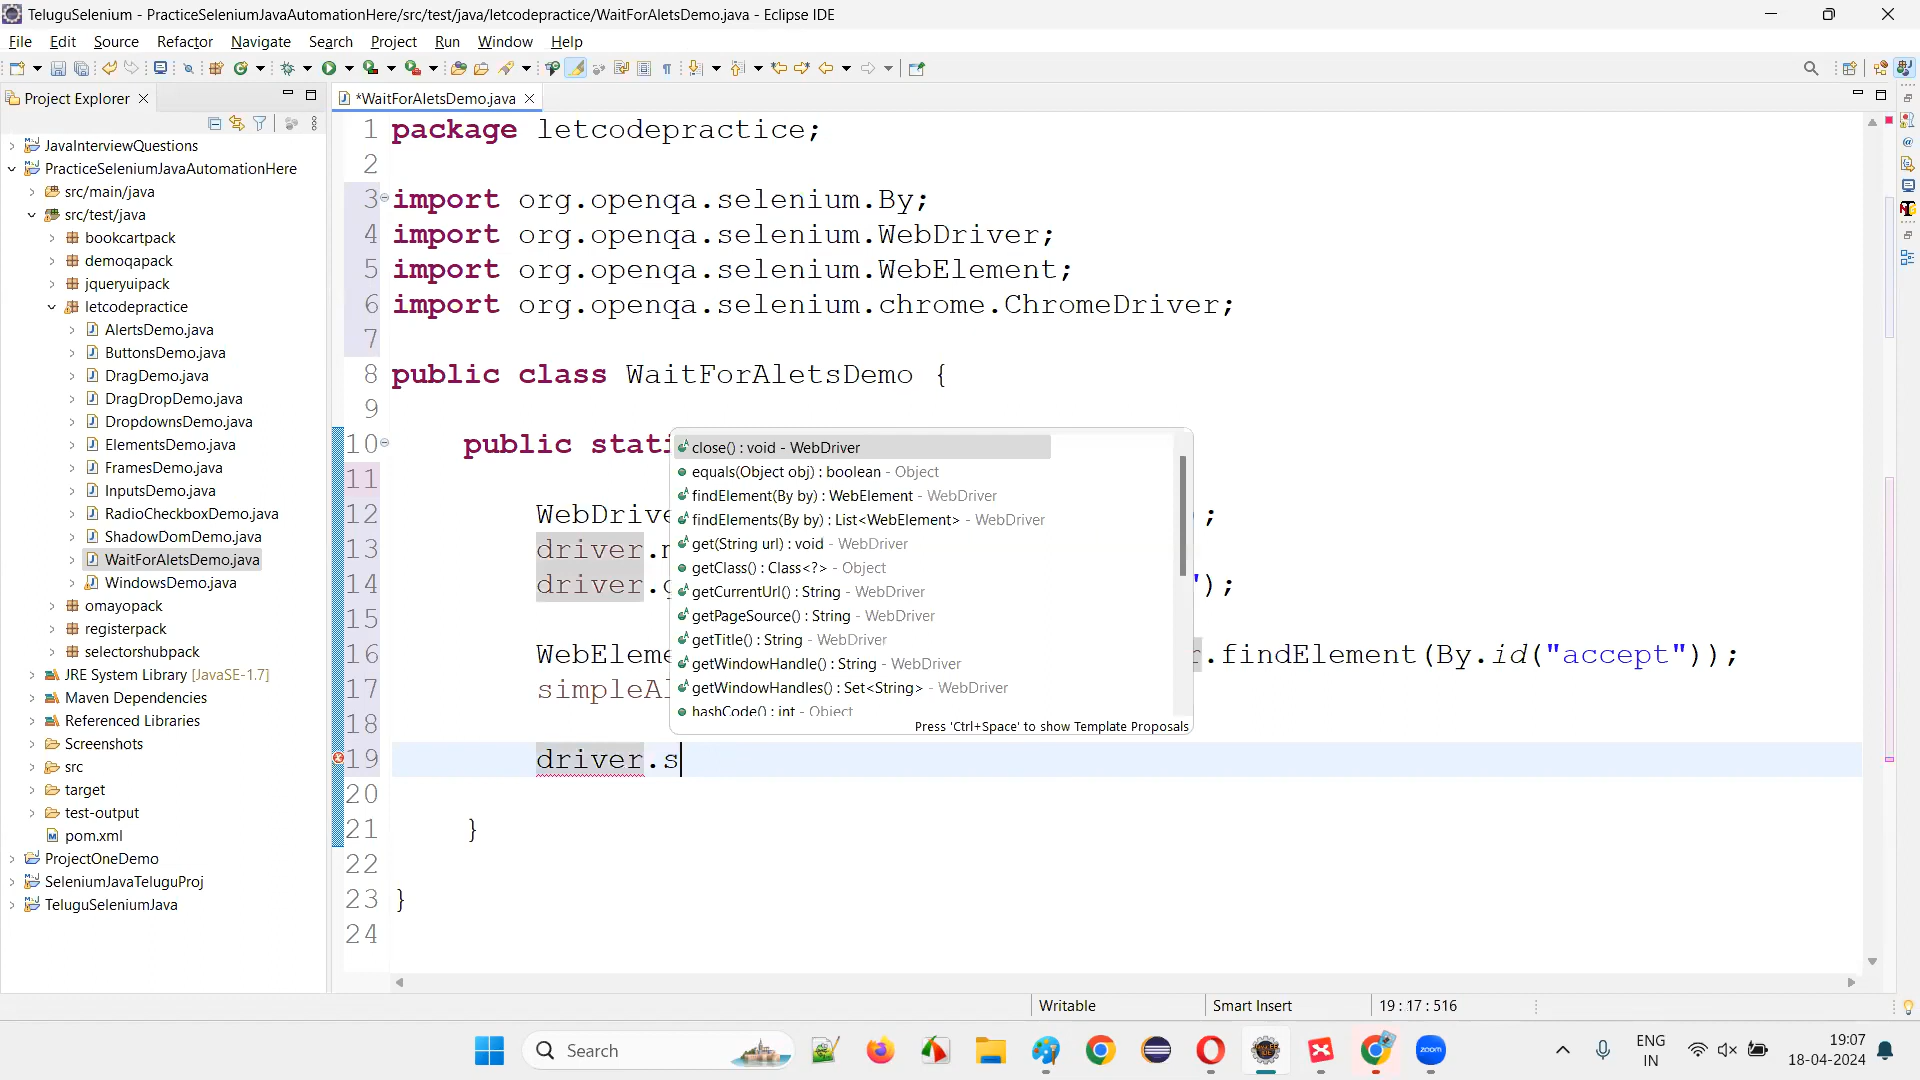 TeluguSelenium - PracticeSeleniumJavaAutomationHere/src/test/java/letcodepractice/WaitForAletsDemo.java - Eclipse IDE
File Edit Source Refactor Navigate Search Project Run Window Help
Project Explorer
*WaitForAletsDemo.java
JavaInterviewQuestions
PracticeSeleniumJavaAutomationHere
src/main/java
src/test/java
bookcartpack
demoqapack
jqueryuipack
letcodepractice
AlertsDemo.java
ButtonsDemo.java
DragDemo.java
DragDropDemo.java
DropdownsDemo.java
ElementsDemo.java
FramesDemo.java
InputsDemo.java
RadioCheckboxDemo.java
ShadowDomDemo.java
WaitForAletsDemo.java
WindowsDemo.java
omayopack
registerpack
selectorshubpack
JRE System Library [JavaSE-1.7]
Maven Dependencies
Referenced Libraries
Screenshots
src
target
test-output
pom.xml
ProjectOneDemo
SeleniumJavaTeluguProj
TeluguSeleniumJava
1 package letcodepractice;
2
3 import org.openqa.selenium.By;
4 import org.openqa.selenium.WebDriver;
5 import org.openqa.selenium.WebElement;
6 import org.openqa.selenium.chrome.ChromeDriver;
7
8 public class WaitForAletsDemo {
9
10 public stati
11
12 WebDrive ;
13 driver.
14 driver. );
15
16 WebEleme .findElement(By.id("accept"));
17 simpleAl
18
19 driver.s
20
21 }
22
23 }
24
close() : void - WebDriver
equals(Object obj) : boolean - Object
findElement(By by) : WebElement - WebDriver
findElements(By by) : List<WebElement> - WebDriver
get(String url) : void - WebDriver
getClass() : Class<?> - Object
getCurrentUrl() : String - WebDriver
getPageSource() : String - WebDriver
getTitle() : String - WebDriver
getWindowHandle() : String - WebDriver
getWindowHandles() : Set<String> - WebDriver
hashCode() : int - Object
Press 'Ctrl+Space' to show Template Proposals
Writable Smart Insert 19 : 17 : 516
Search
zoom
ENG
IN
19:07
18-04-2024